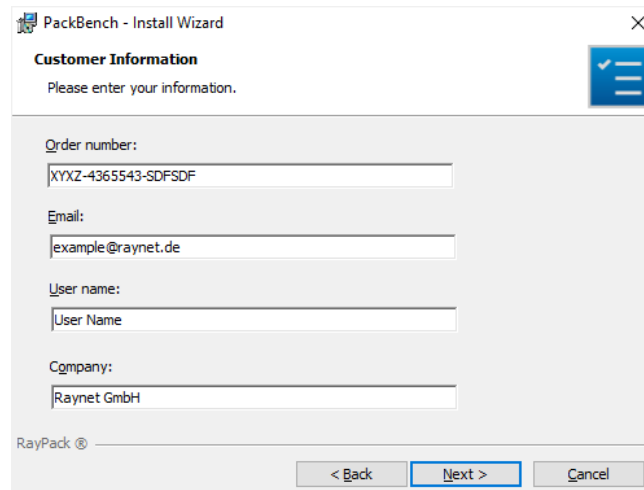 PackBench - Install Wizard
Customer Information
Please enter your information.
Order number:
XYXZ-4365543-SDFSDF
Email:
example@raynet.de
User name:
User Name
Company:
Raynet GmbH
RayPack ®
< Back Next > Cancel